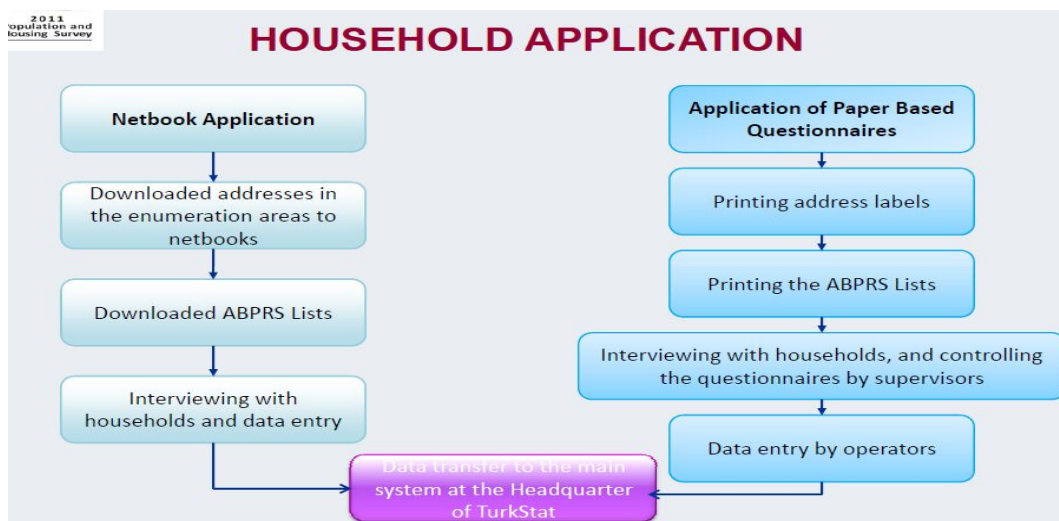 2011
Population and
Housing Survey
HOUSEHOLD APPLICATION
Netbook Application
Downloaded addresses in
the enumeration areas to
netbooks
Downloaded ABPRS Lists
Interviewing with
households and data entry
Application of Paper Based
Questionnaires
Printing address labels
Printing the ABPRS Lists
Interviewing with households, and controlling
the questionnaires by supervisors
Data entry by operators
Data transfer to the main
system at the Headquarter
of TurkStat